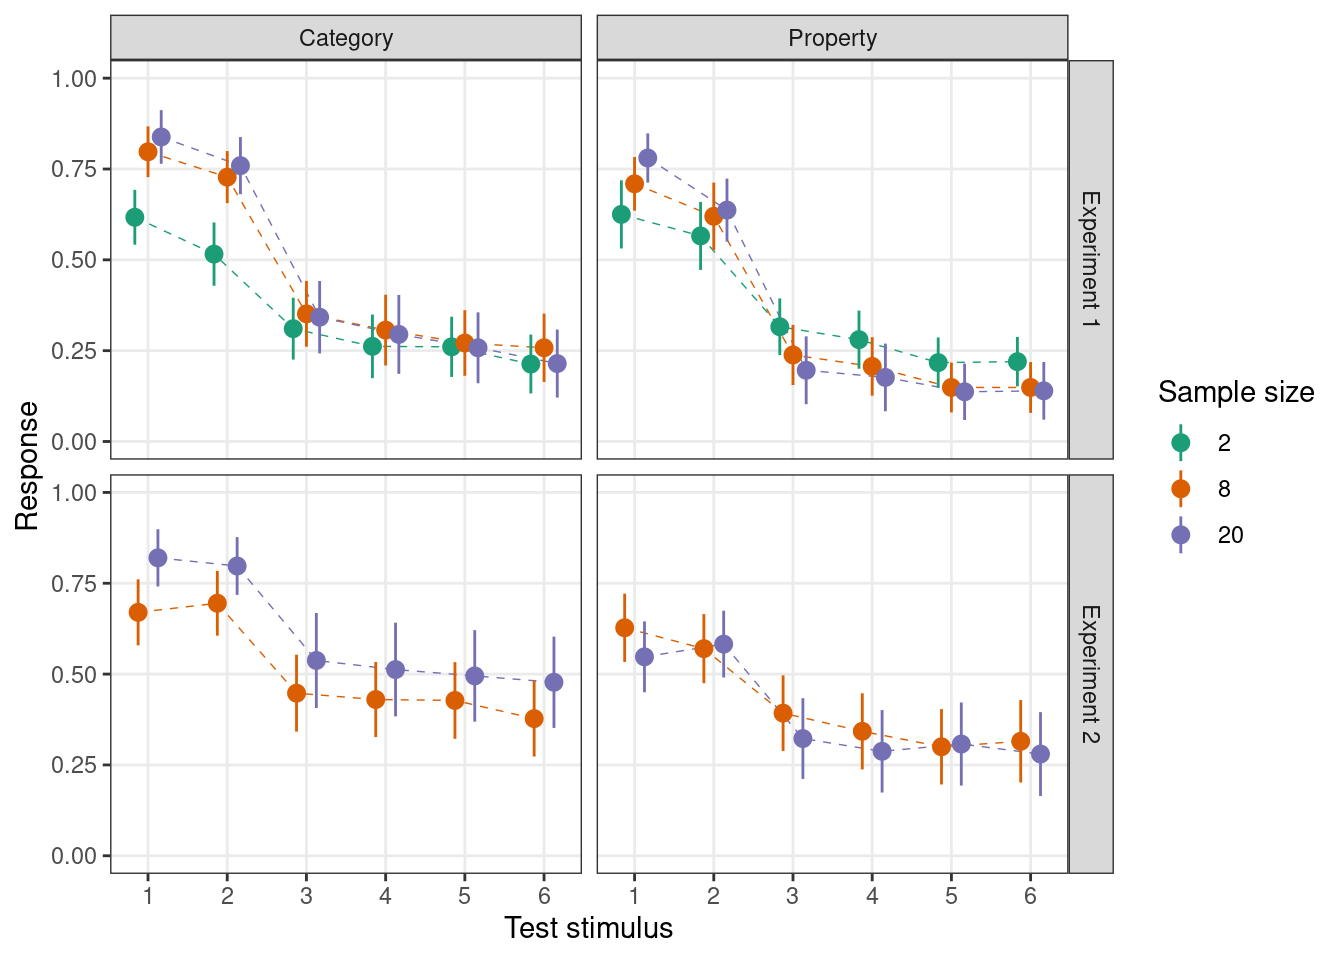 Category
Property
1.00
0.75
0.50
0.25
0.00
Experiment 1
1.00
0.75
0.50
0.25
0.00
Experiment 2
Response
1 2 3 4 5 6
1 2 3 4 5 6
Test stimulus
Sample size
2
8
20